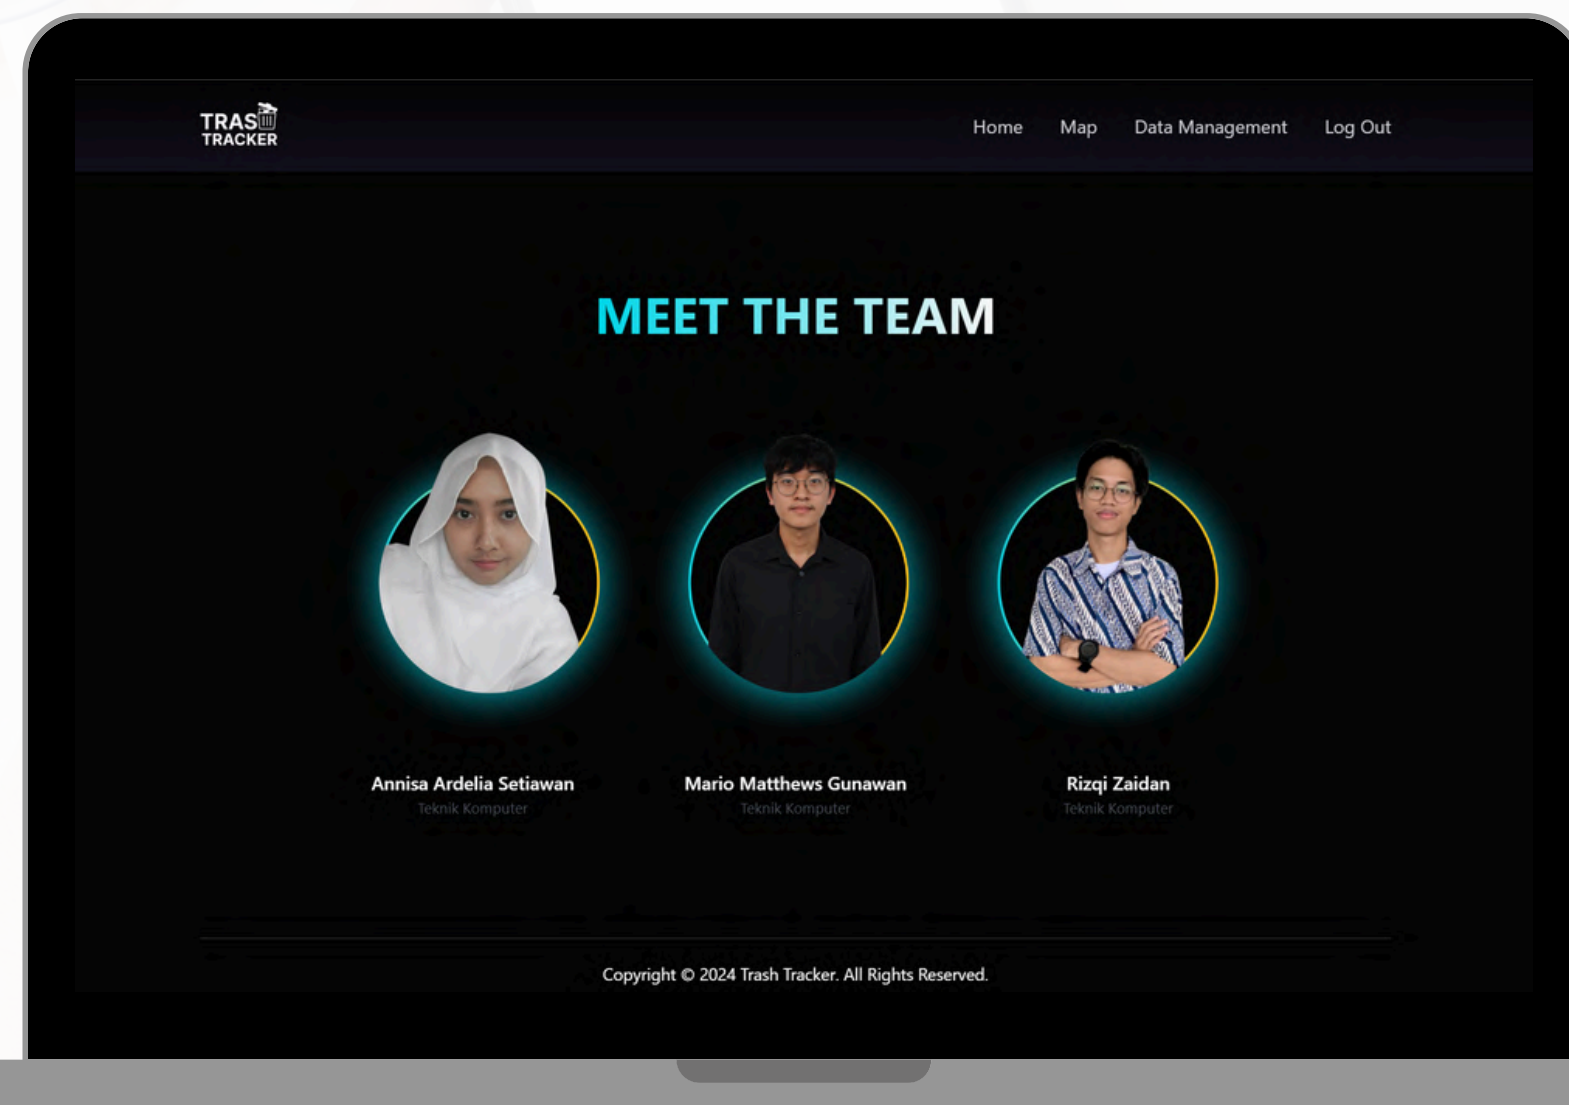 TRAS
TRACKER
Home Map Data Management Log Out
MEET THE TEAM
Annisa Ardelia Setiawan
Teknik Komputer
Mario Matthews Gunawan
Teknik Komputer
Rizqi Zaidan
Teknik Komputer
Copyright © 2024 Trash Tracker. All Rights Reserved.